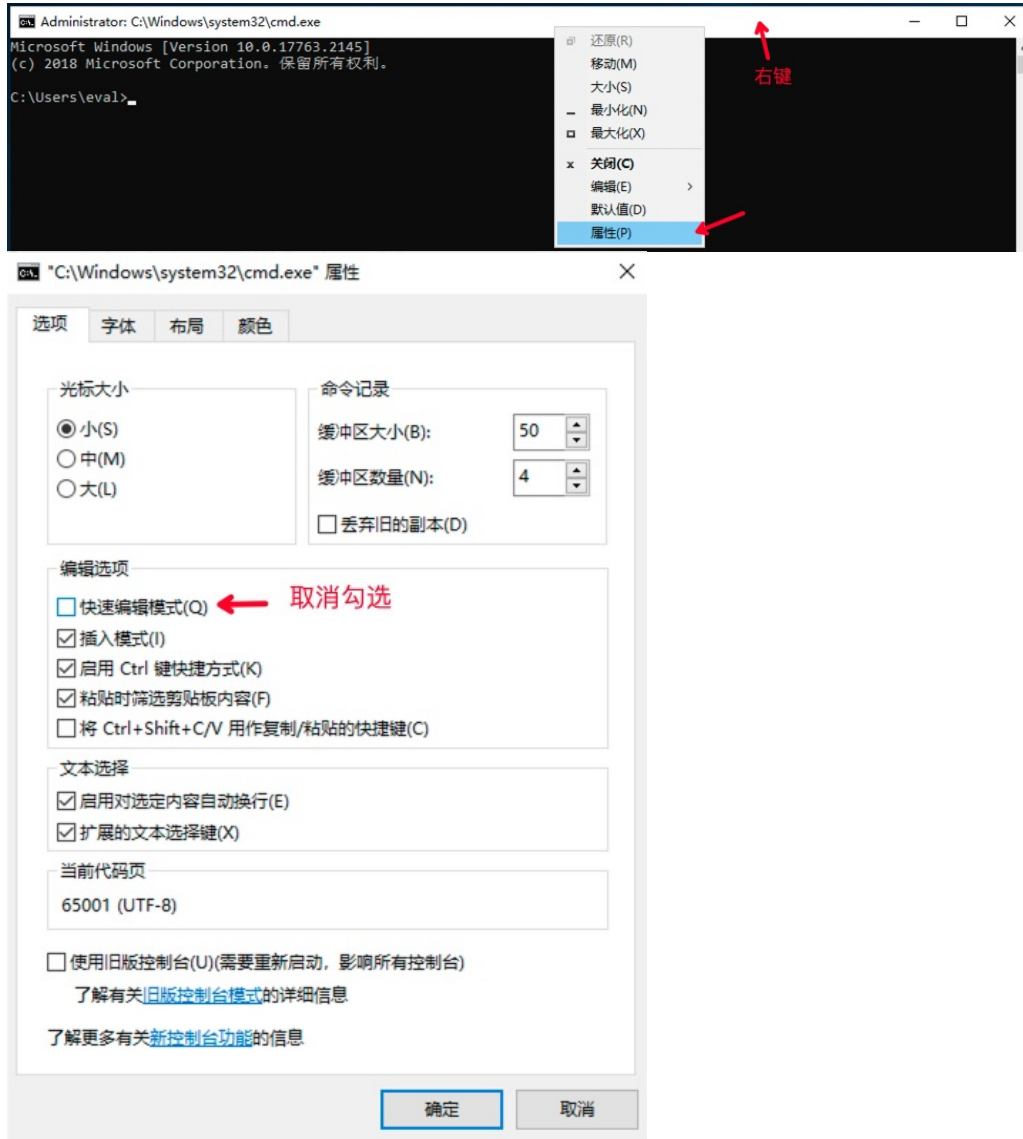 Administrator: C:\Windows\system32\cmd.exe
Microsoft Windows [Version 10.0.17763.2145]
(c) 2018 Microsoft Corporation。保留所有权利。
C:\Users\eval>
右键
还原(R)
移动(M)
大小(S)
最小化(N)
最大化(X)
关闭(C)
编辑(E)
默认值(D)
属性(P)
"C:\Windows\system32\cmd.exe" 属性
选项 字体 布局 颜色
光标大小
小(S)
中(M)
大(L)
命令记录
缓冲区大小(B): 50
缓冲区数量(N): 4
丢弃旧的副本(D)
编辑选项
快速编辑模式(Q) 取消勾选
插入模式(I)
启用 Ctrl 键快捷方式(K)
粘贴时筛选剪贴板内容(F)
将 Ctrl+Shift+C/V 用作复制/粘贴的快捷键(C)
文本选择
启用对选定内容自动换行(E)
扩展的文本选择键(X)
当前代码页
65001 (UTF-8)
使用旧版控制台(U)(需要重新启动，影响所有控制台)
了解有关旧版控制台模式的详细信息
了解更多有关新控制台功能的信息
确定 取消